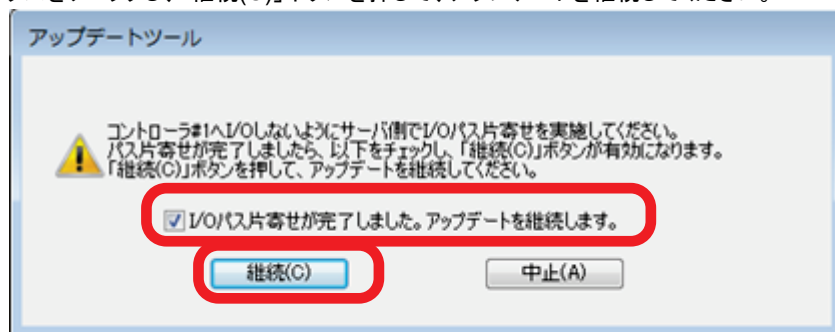 アップデートツール
コントローラ#1へI/Oしないようにサーバ側でI/Oパス片寄せを実施してください。
パス片寄せが完了しましたら、以下をチェックし、「継続(C)」ボタンが有効になります。
「継続(C)」ボタンを押して、アップデートを継続してください。
I/Oパス片寄せが完了しました。アップデートを継続します。
継続(C)
中止(A)